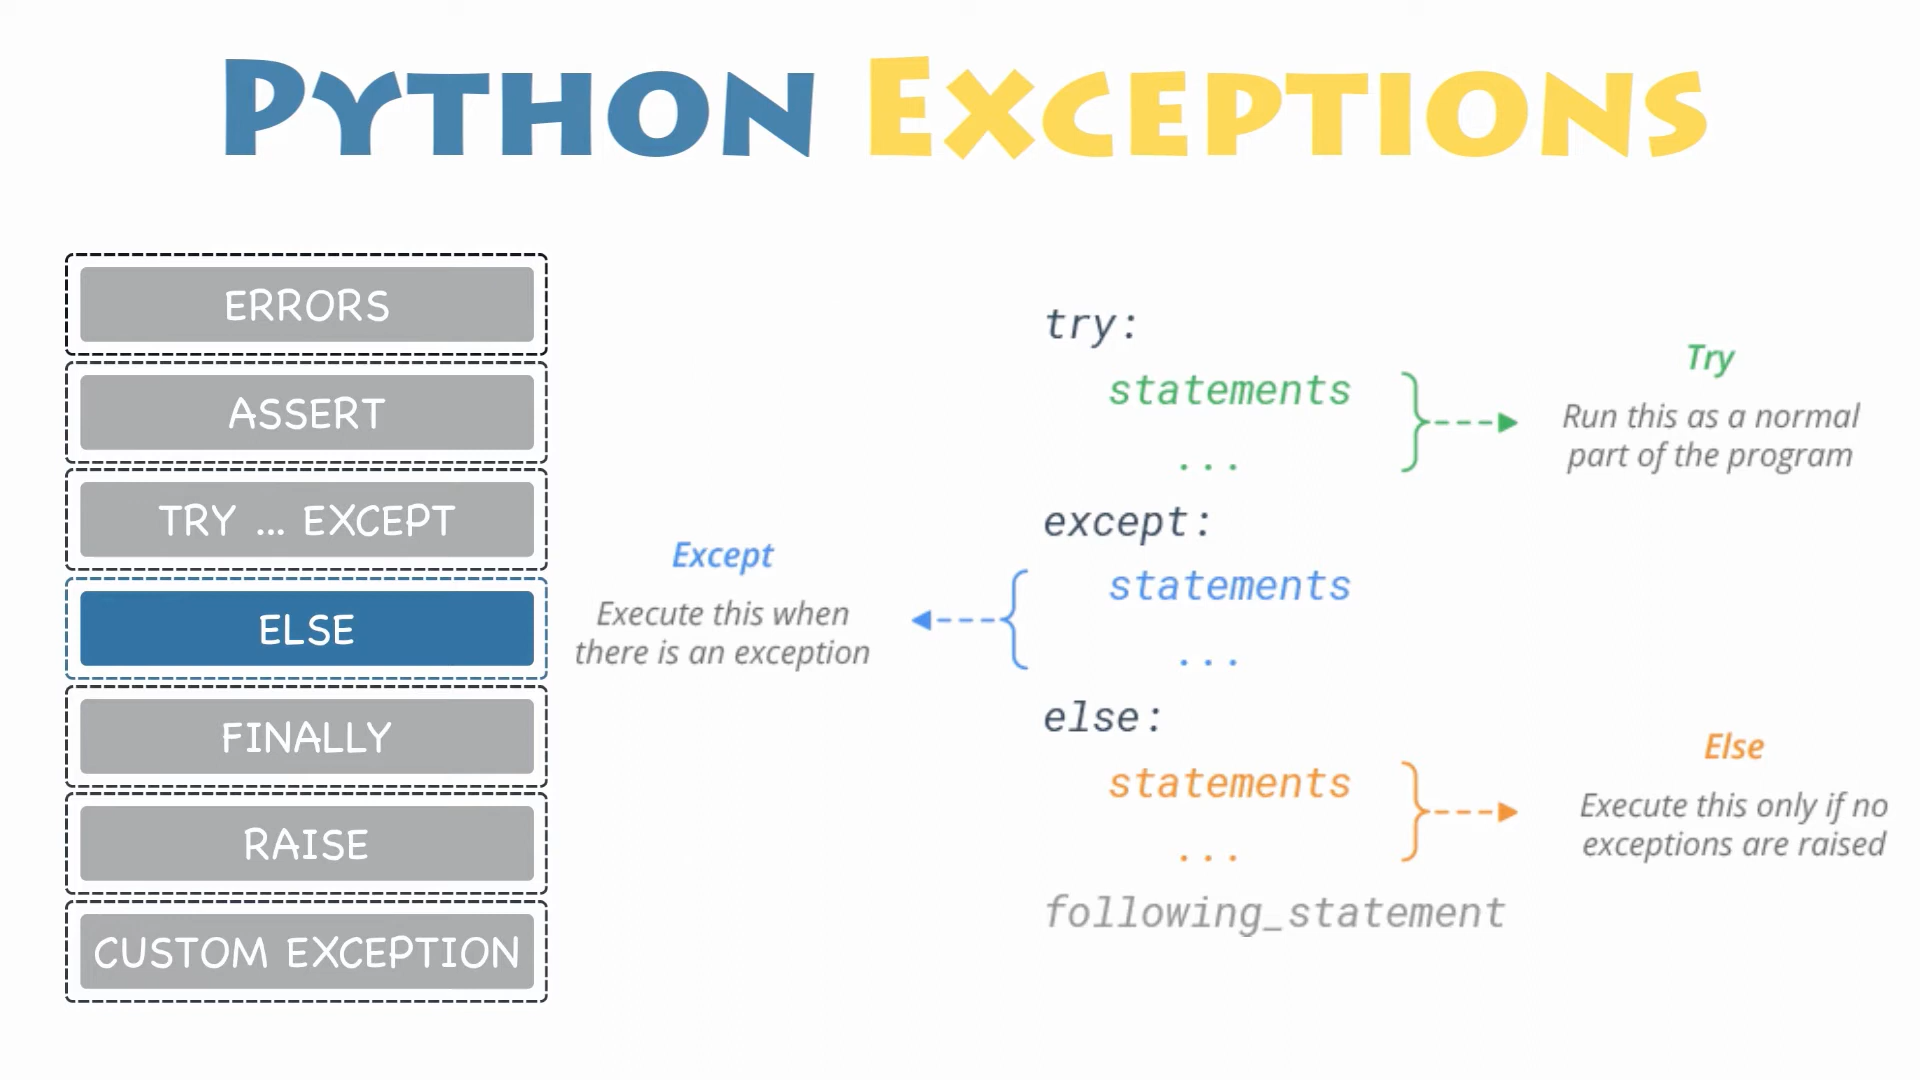 PYTHON EXCEPTIONS
ERRORS
ASSERT
TRY ... EXCEPT
ELSE
FINALLY
RAISE
CUSTOM EXCEPTION
Except
Execute this when
there is an exception
try:
statements
...
except:
statements
...
else:
statements
...
following_statement
Try
Run this as a normal
part of the program
Else
Execute this only if no
exceptions are raised